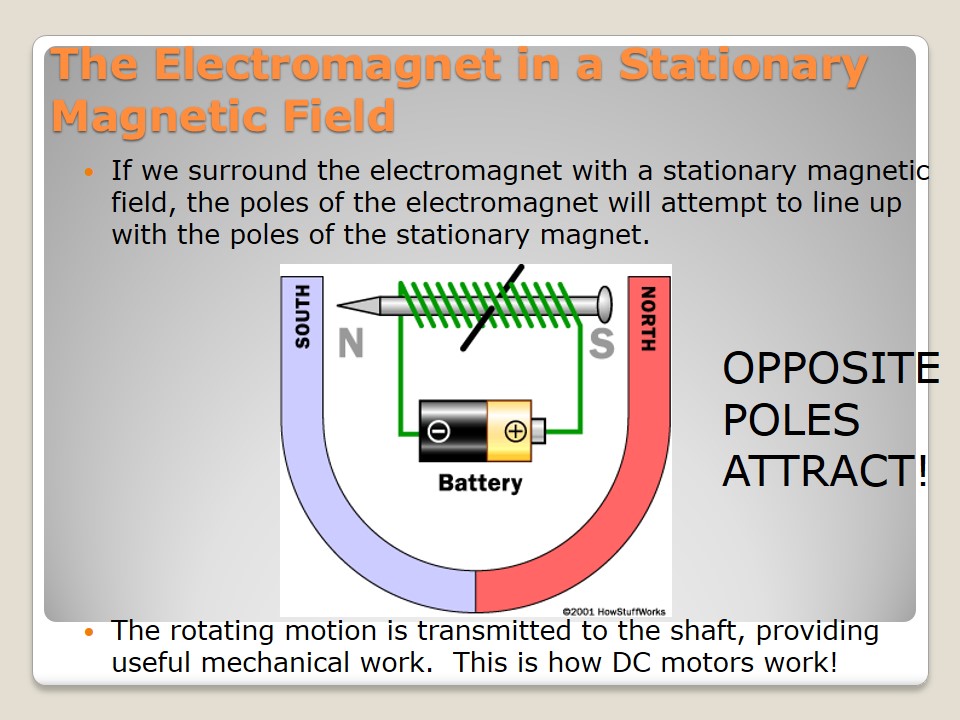 The Electromagnet in a Stationary
Magnetic Field
• If we surround the electromagnet with a stationary magnetic
field, the poles of the electromagnet will attempt to line up
with the poles of the stationary magnet.
SOUTH
N
S
NORTH
OPPOSITE
POLES
ATTRACT!
Battery
©2001 HowStuffWorks
• The rotating motion is transmitted to the shaft, providing
useful mechanical work.  This is how DC motors work!